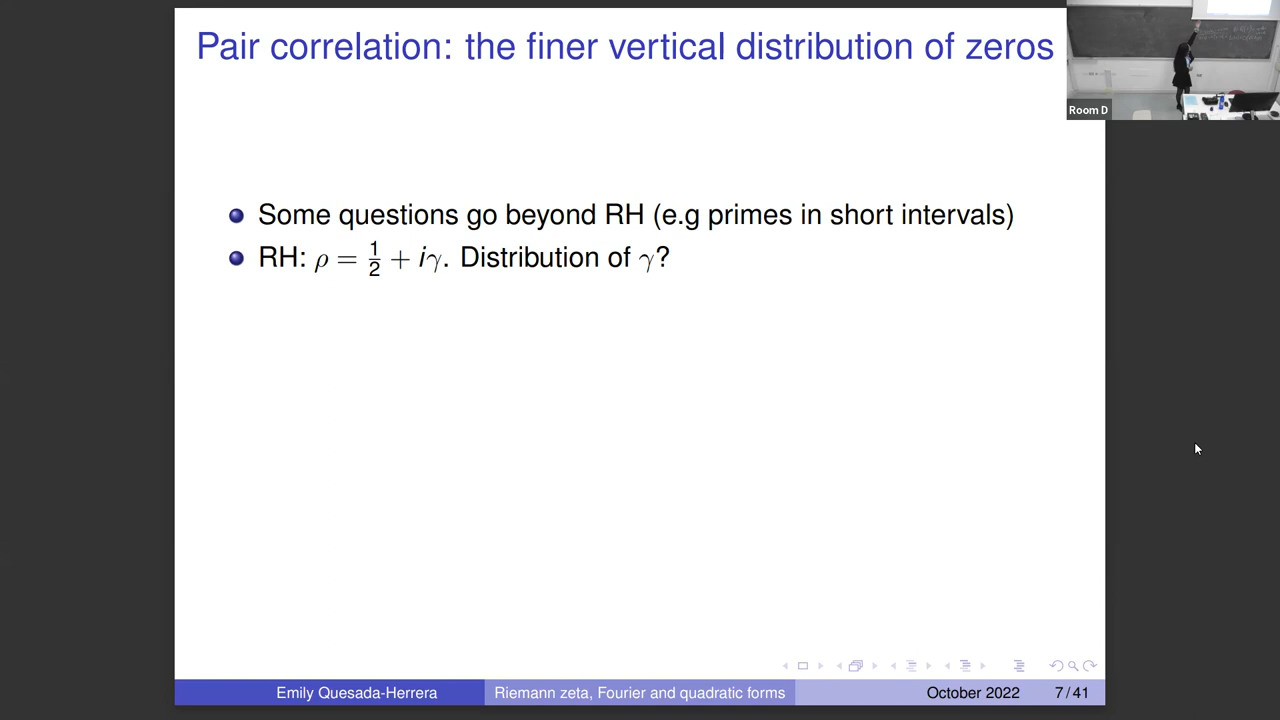 Pair correlation: the finer vertical distribution of zeros
Room D
Some questions go beyond RH (e.g primes in short intervals)
RH: ρ = 1/2 + iγ. Distribution of γ?
Emily Quesada-Herrera
Riemann zeta, Fourier and quadratic forms
October 2022
7 / 41